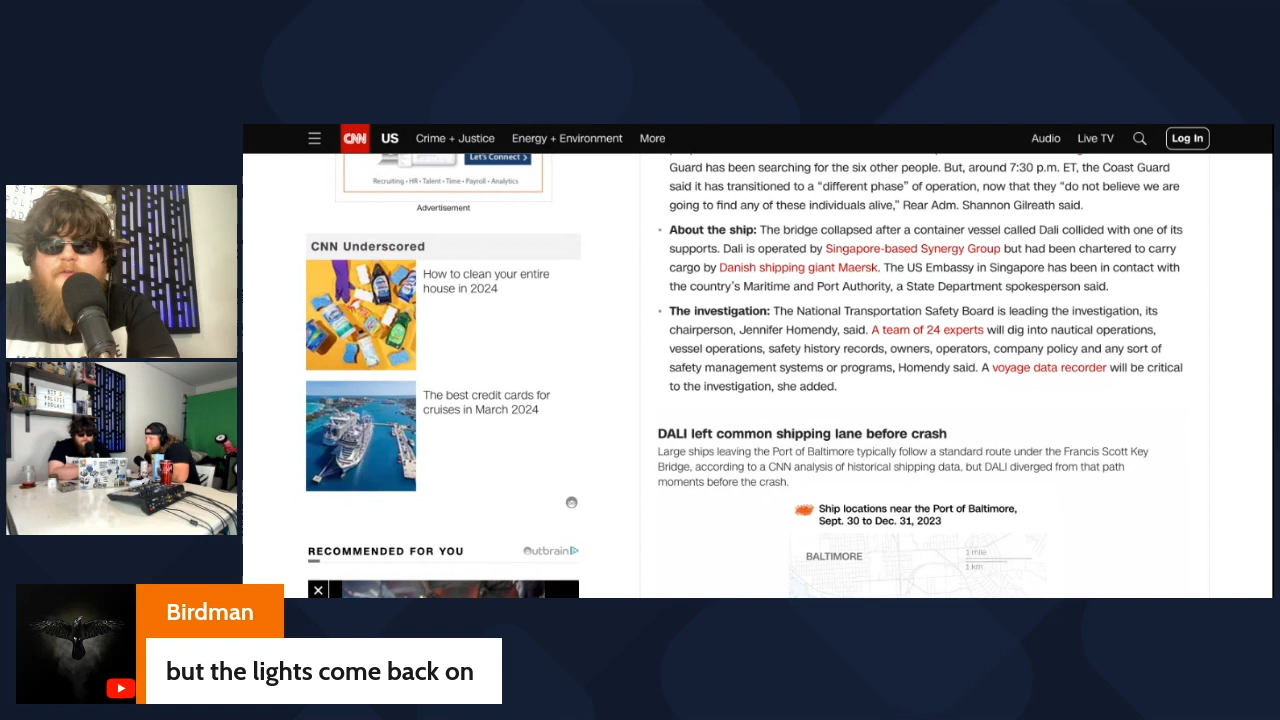 CNN
US
Crime + Justice
Energy + Environment
More
Audio
Live TV
Log In
Let's Connect >
Recruiting • HR • Talent • Time • Payroll • Analytics
Advertisement
CNN Underscored
How to clean your entire
house in 2024
The best credit cards for
cruises in March 2024
RECOMMENDED FOR YOU
Outbrain
Guard has been searching for the six other people. But, around 7:30 p.m. ET, the Coast Guard
said it has transitioned to a “different phase” of operation, now that they “do not believe we are
going to find any of these individuals alive,” Rear Adm. Shannon Gilreath said.
• About the ship: The bridge collapsed after a container vessel called Dali collided with one of its
supports. Dali is operated by Singapore-based Synergy Group but had been chartered to carry
cargo by Danish shipping giant Maersk. The US Embassy in Singapore has been in contact with
the country’s Maritime and Port Authority, a State Department spokesperson said.
• The investigation: The National Transportation Safety Board is leading the investigation, its
chairperson, Jennifer Homendy, said. A team of 24 experts will dig into nautical operations,
vessel operations, safety history records, owners, operators, company policy and any sort of
safety management systems or programs, Homendy said. A voyage data recorder will be critical
to the investigation, she added.
DALI left common shipping lane before crash
Large ships leaving the Port of Baltimore typically follow a standard route under the Francis Scott Key
Bridge, according to a CNN analysis of historical shipping data, but DALI diverged from that path
moments before the crash.
Ship locations near the Port of Baltimore,
Sept. 30 to Dec. 31, 2023
BALTIMORE
1 mile
1 km
Birdman
but the lights come back on